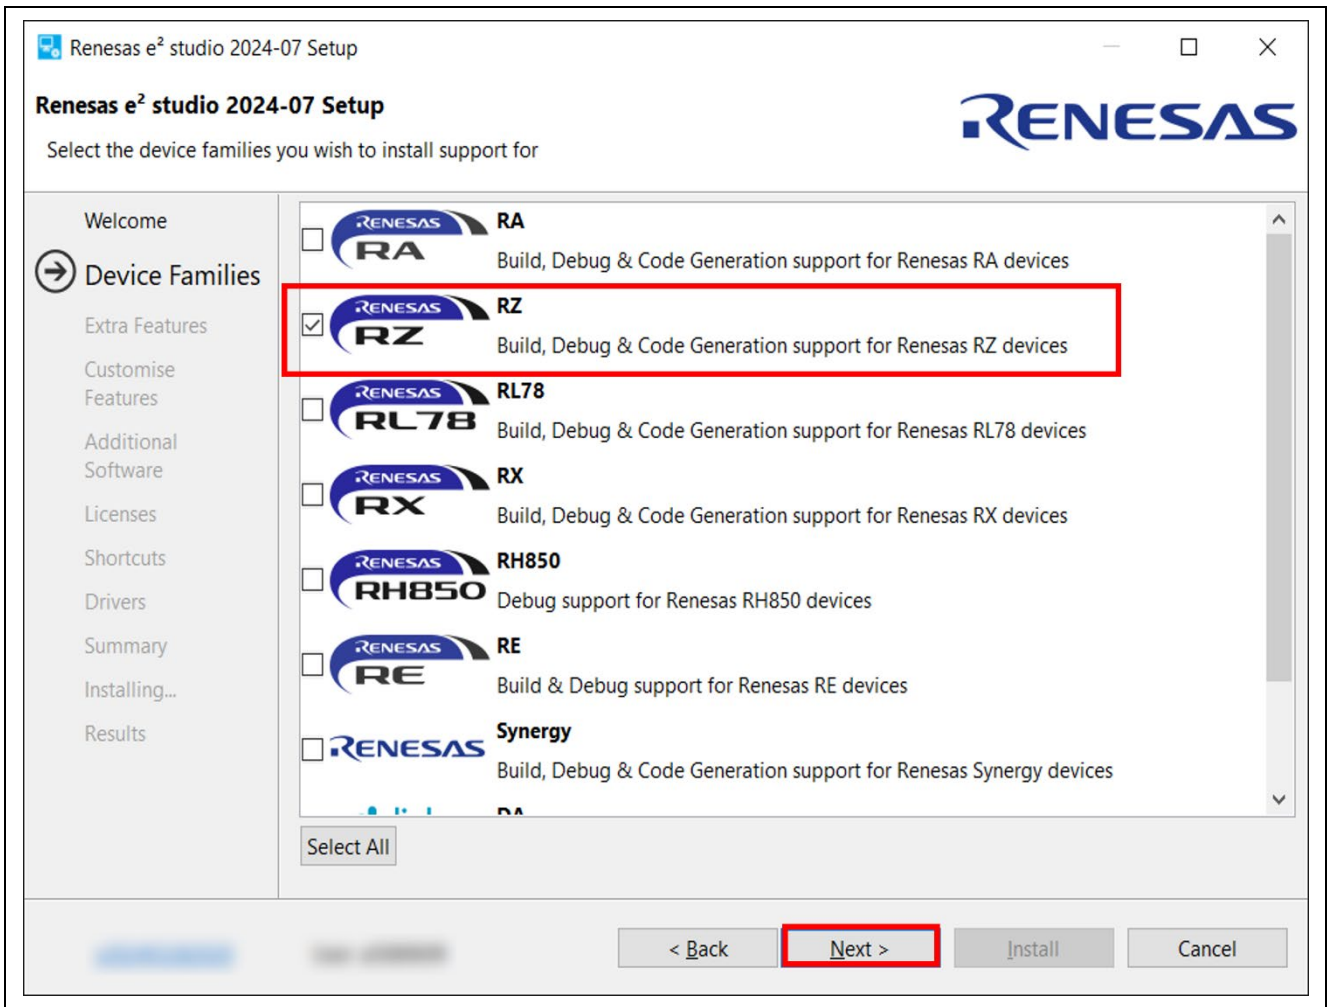 Renesas e² studio 2024-07 Setup
Renesas e² studio 2024-07 Setup
Select the device families you wish to install support for
RENESAS
Welcome
Device Families
Extra Features
Customise
Features
Additional
Software
Licenses
Shortcuts
Drivers
Summary
Installing...
Results
RENESAS
RA
RA
Build, Debug & Code Generation support for Renesas RA devices
RENESAS
RZ
RZ
Build, Debug & Code Generation support for Renesas RZ devices
RENESAS
RL78
RL78
Build, Debug & Code Generation support for Renesas RL78 devices
RENESAS
RX
RX
Build, Debug & Code Generation support for Renesas RX devices
RENESAS
RH850
RH850
Debug support for Renesas RH850 devices
RENESAS
RE
RE
Build & Debug support for Renesas RE devices
RENESAS
Synergy
Build, Debug & Code Generation support for Renesas Synergy devices
DA
Select All
< Back
Next >
Install
Cancel